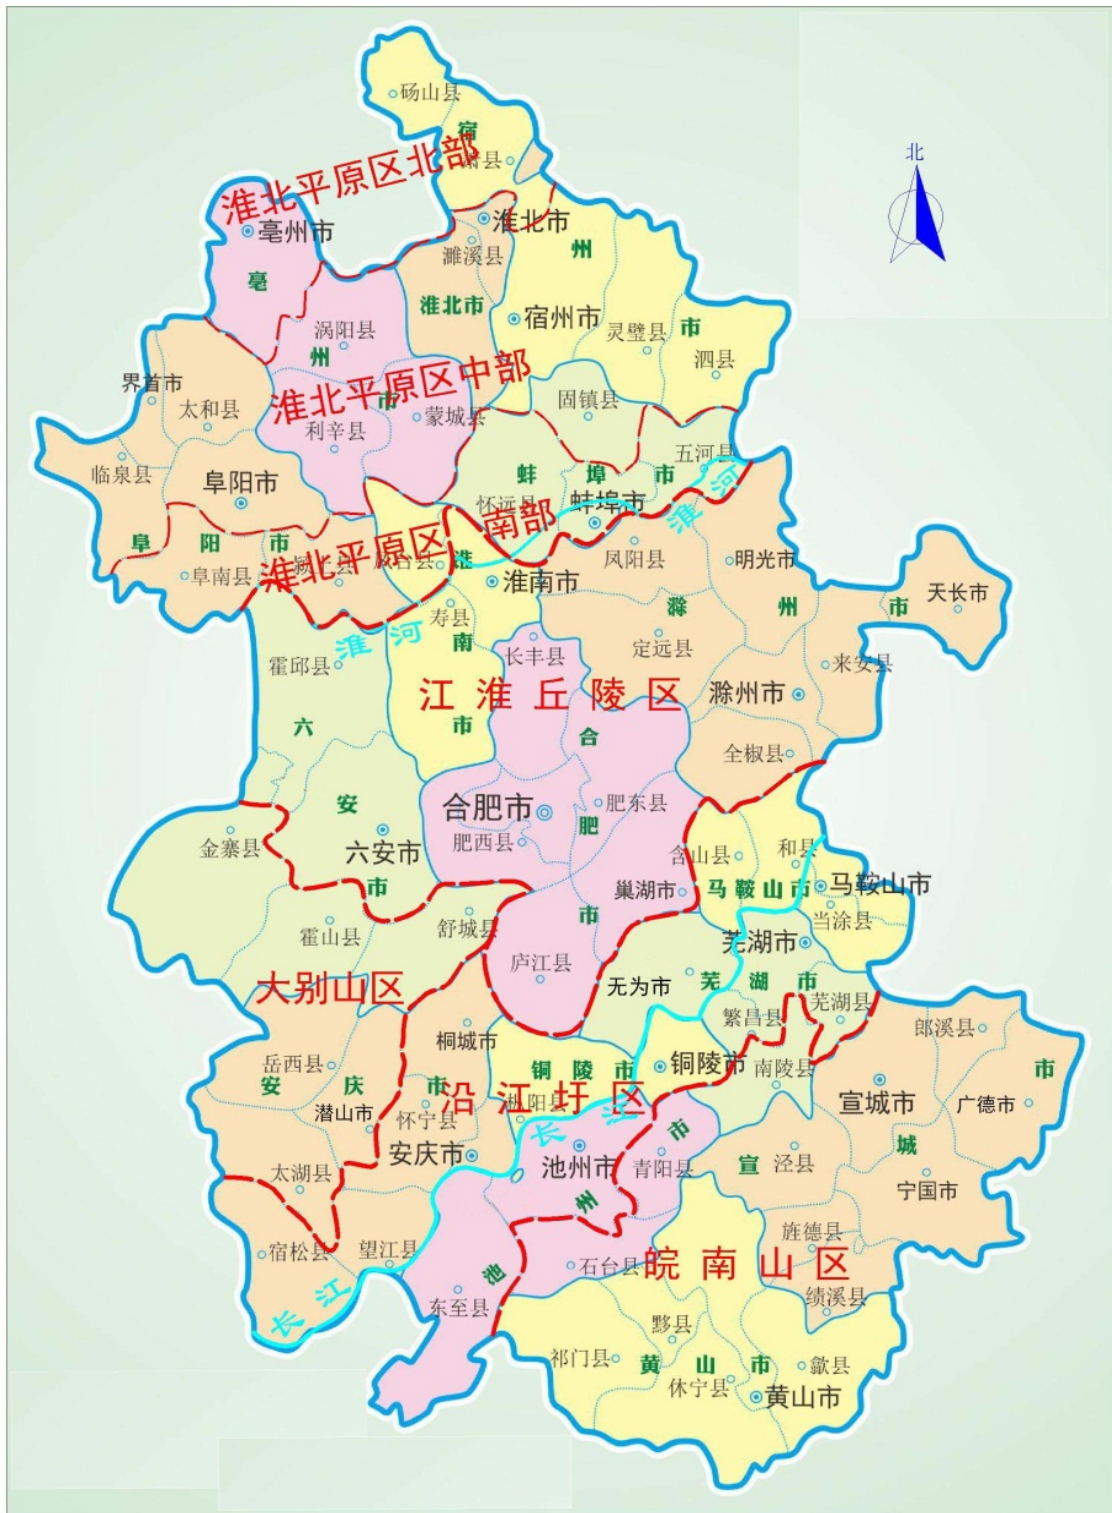 砀山县
宿
萧县
北
淮北平原区北部
亳州市
淮北市
濉溪县
州
亳
淮北市
宿州市
涡阳县
灵璧县
市
泗县
州
淮北平原区中部
界首市
太和县
市
蒙城县
固镇县
利辛县
临泉县
五河县
阜阳市
蚌
埠
市
怀远县
蚌埠市
淮河
阜
阳
市
淮北平原区
南部
阜南县
颍上县
凤台县
淮
淮南市
凤阳县
明光市
天长市
滁
州
市
寿县
淮河
南
长丰县
定远县
来安县
霍邱县
江淮丘陵区
滁州市
六
市
合
全椒县
安
合肥市
肥东县
肥
肥西县
六安市
金寨县
市
含山县
和县
马鞍山市
马鞍山市
巢湖市
当涂县
霍山县
舒城县
市
芜湖市
庐江县
无为市
芜湖市
大别山区
繁昌县
芜湖县
桐城市
郎溪县
岳西县
铜陵市
铜陵市
南陵县
安
庆
市
沿江圩区
宣城市
广德市
市
潜山市
怀宁县
枞阳县
长江
安庆市
池州市
市
青阳县
宣
泾县
城
太湖县
宁国市
州
宿松县
望江县
旌德县
池
石台县
皖南山区
长江
东至县
绩溪县
黟县
祁门县
黄
山
市
歙县
休宁县
黄山市